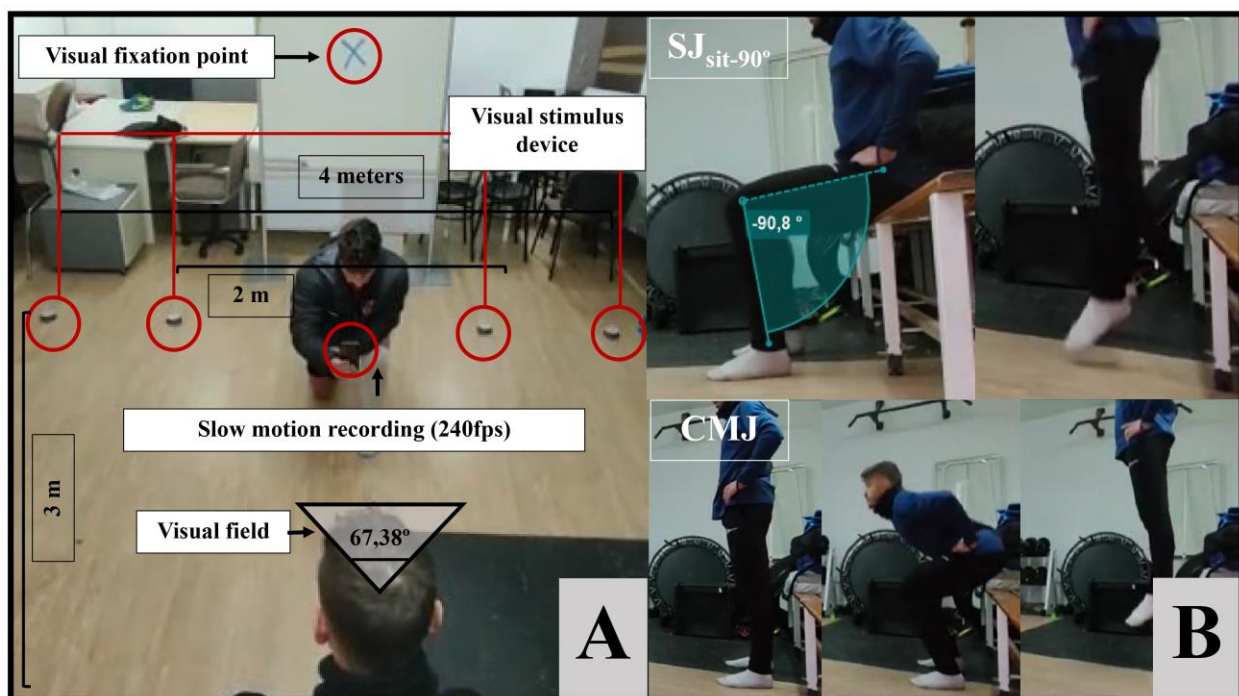 Visual fixation point
Visual stimulus
device
4 meters
2 m
Slow motion recording (240fps)
3 m
Visual field
67,38º
A
SJsit-90º
-90,8 °
CMJ
B